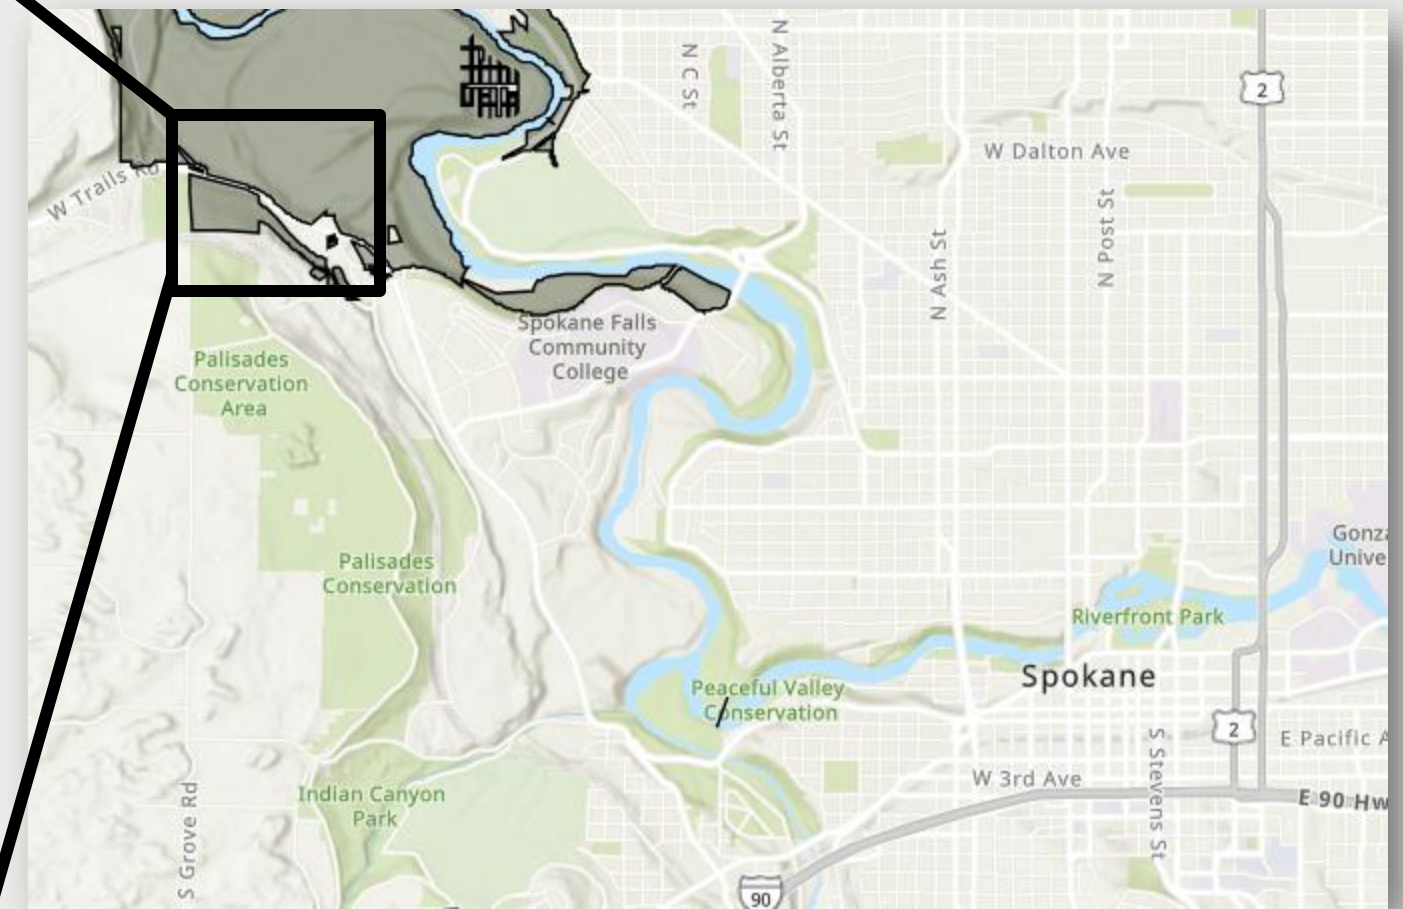 N C St
N Alberta St
2
W Dalton Ave
W Trails Rd
N Post St
N Ash St
Spokane Falls
Community
College
Palisades
Conservation
Area
Gonza
Unive
Palisades
Conservation
Riverfront Park
Spokane
Peaceful Valley
Conservation
2
E Pacific A
S Stevens St
W 3rd Ave
E 90 Hw
Indian Canyon
Park
S Grove Rd
90